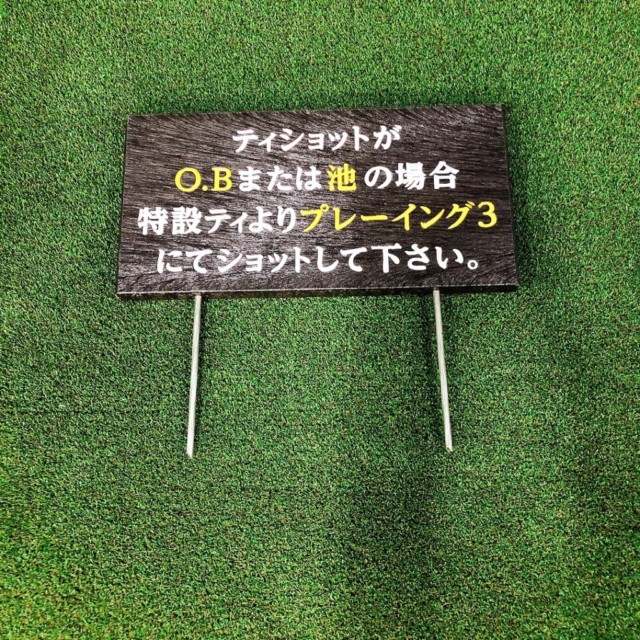 ティショットが
O.Bまたは池の場合
特設ティよりプレーイング3
にてショットして下さい。